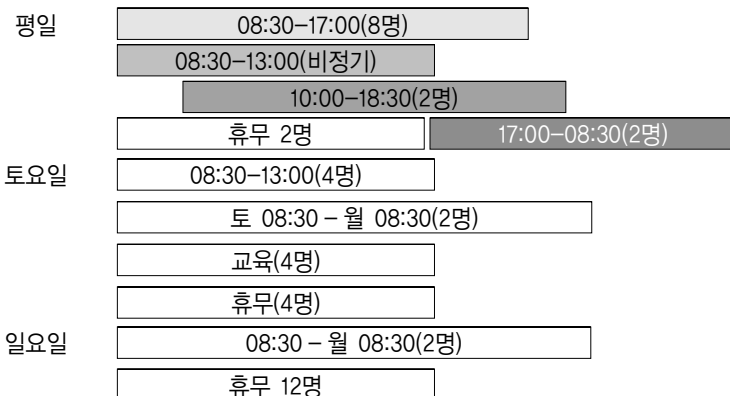 평일 08:30-17:00(8명)
08:30-13:00(비정기)
10:00-18:30(2명)
휴무 2명 17:00-08:30(2명)
토요일 08:30-13:00(4명)
토 08:30 - 월 08:30(2명)
교육(4명)
휴무(4명)
일요일 08:30 - 월 08:30(2명)
휴무 12명